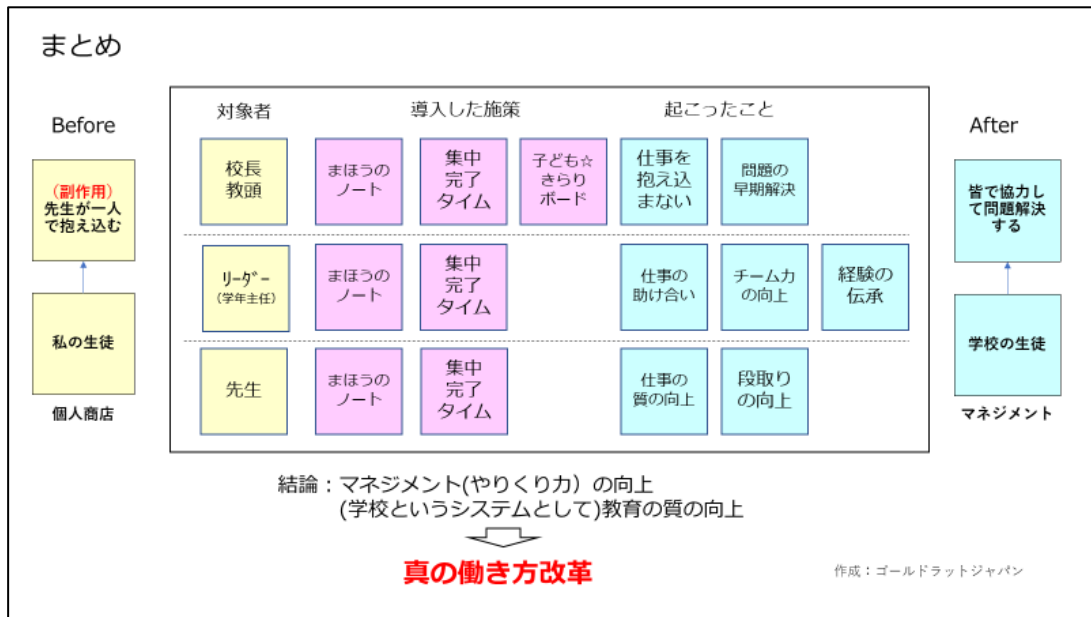 まとめ
Before
(副作用)
先生が一人
で抱え込む
私の生徒
個人商店
対象者
導入した施策
起こったこと
校長
教頭
まほうの
ノート
集中
完了
タイム
子ども☆
きらり
ボード
仕事を
抱え込
まない
問題の
早期解決
ﾘｰﾀﾞｰ
(学年主任)
まほうの
ノート
集中
完了
タイム
仕事の
助け合い
チーム力
の向上
経験の
伝承
先生
まほうの
ノート
集中
完了
タイム
仕事の
質の向上
段取り
の向上
After
皆で協力し
て問題解決
する
学校の生徒
マネジメント
結論：マネジメント(やりくり力）の向上
(学校というシステムとして)教育の質の向上
真の働き方改革
作成：ゴールドラットジャパン